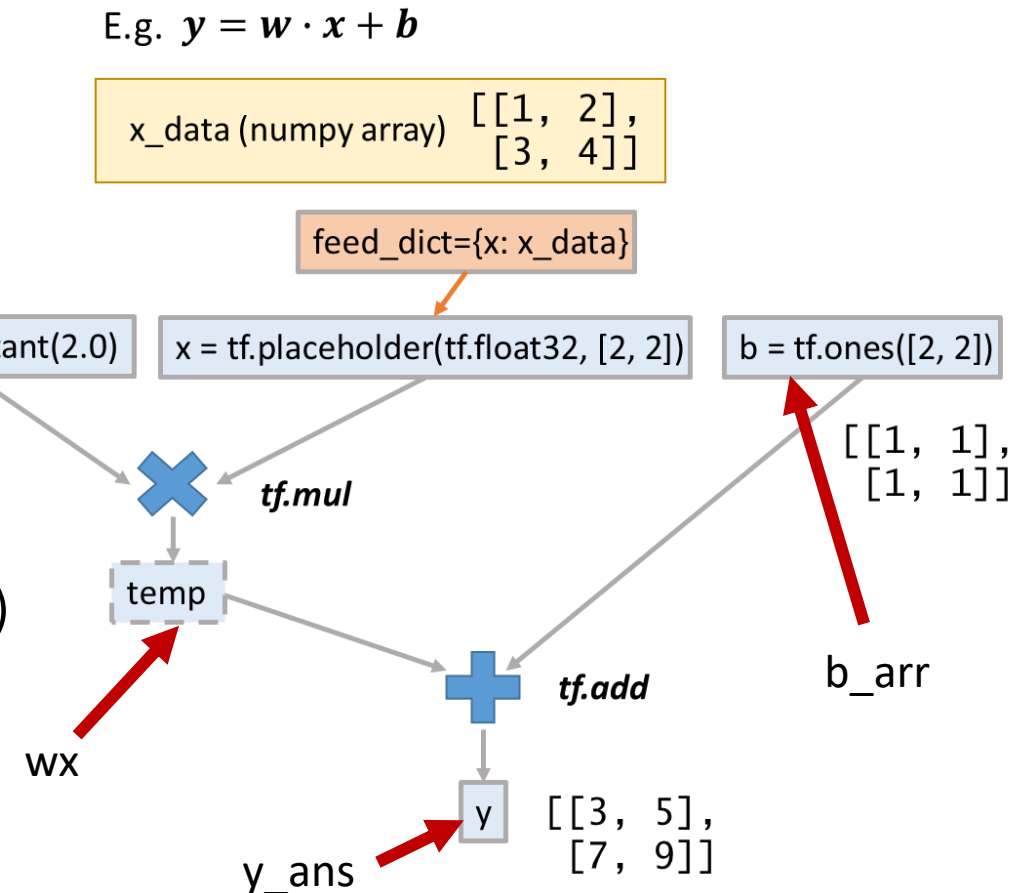 E.g. y = w · x + b
x_data (numpy array) [[1, 2],
[3, 4]]
feed_dict={x: x_data}
tant(2.0)
x = tf.placeholder(tf.float32, [2, 2])
b = tf.ones([2, 2])
[[1, 1],
[1, 1]]
tf.mul
temp
)
tf.add
b_arr
wx
y
[[3, 5],
[7, 9]]
y_ans